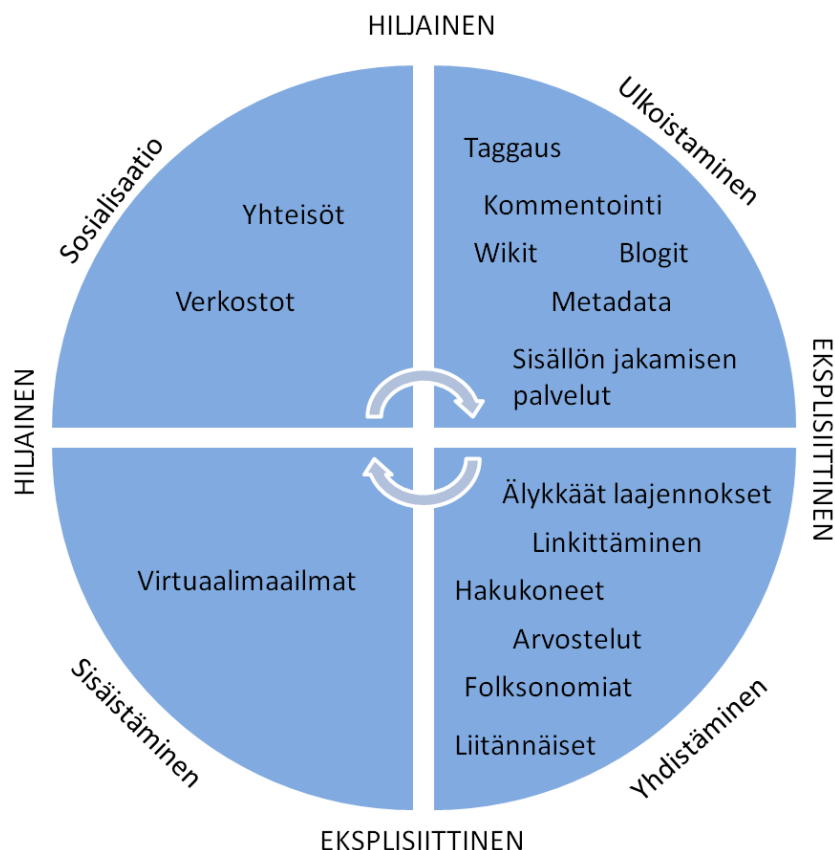 HILJAINEN
Sosialisaatio
Yhteisöt
Verkostot
Ulkoistaminen
Taggaus
Kommentointi
Wikit Blogit
Metadata
Sisällön jakamisen
palvelut
HILJAINEN
EKSPLISIITTINEN
Virtuaalimaailmat
Sisäistäminen
Älykkäät laajennokset
Linkittäminen
Hakukoneet
Arvostelut
Folksonomiat
Liitännäiset
Yhdistäminen
EKSPLISIITTINEN